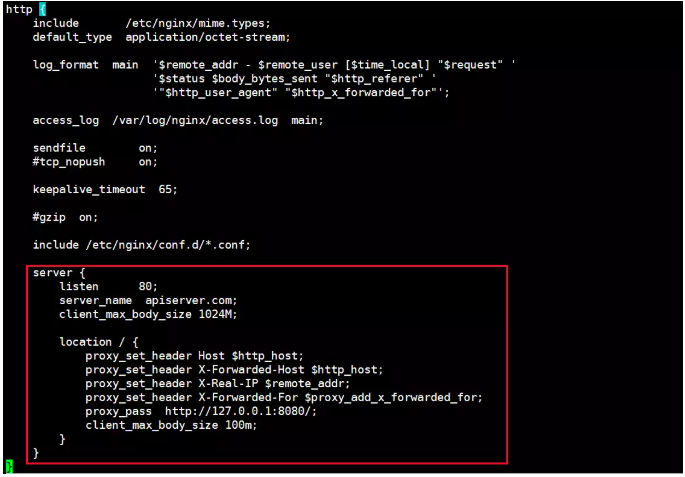 http {
    include       /etc/nginx/mime.types;
    default_type  application/octet-stream;

    log_format  main  '$remote_addr - $remote_user [$time_local] "$request" '
                      '$status $body_bytes_sent "$http_referer" '
                      '"$http_user_agent" "$http_x_forwarded_for"';

    access_log  /var/log/nginx/access.log  main;

    sendfile        on;
    #tcp_nopush     on;

    keepalive_timeout  65;

    #gzip  on;

    include /etc/nginx/conf.d/*.conf;

    server {
        listen      80;
        server_name  apiserver.com;
        client_max_body_size 1024M;

        location / {
            proxy_set_header Host $http_host;
            proxy_set_header X-Forwarded-Host $http_host;
            proxy_set_header X-Real-IP $remote_addr;
            proxy_set_header X-Forwarded-For $proxy_add_x_forwarded_for;
            proxy_pass  http://127.0.0.1:8080/;
            client_max_body_size 100m;
        }
    }
}